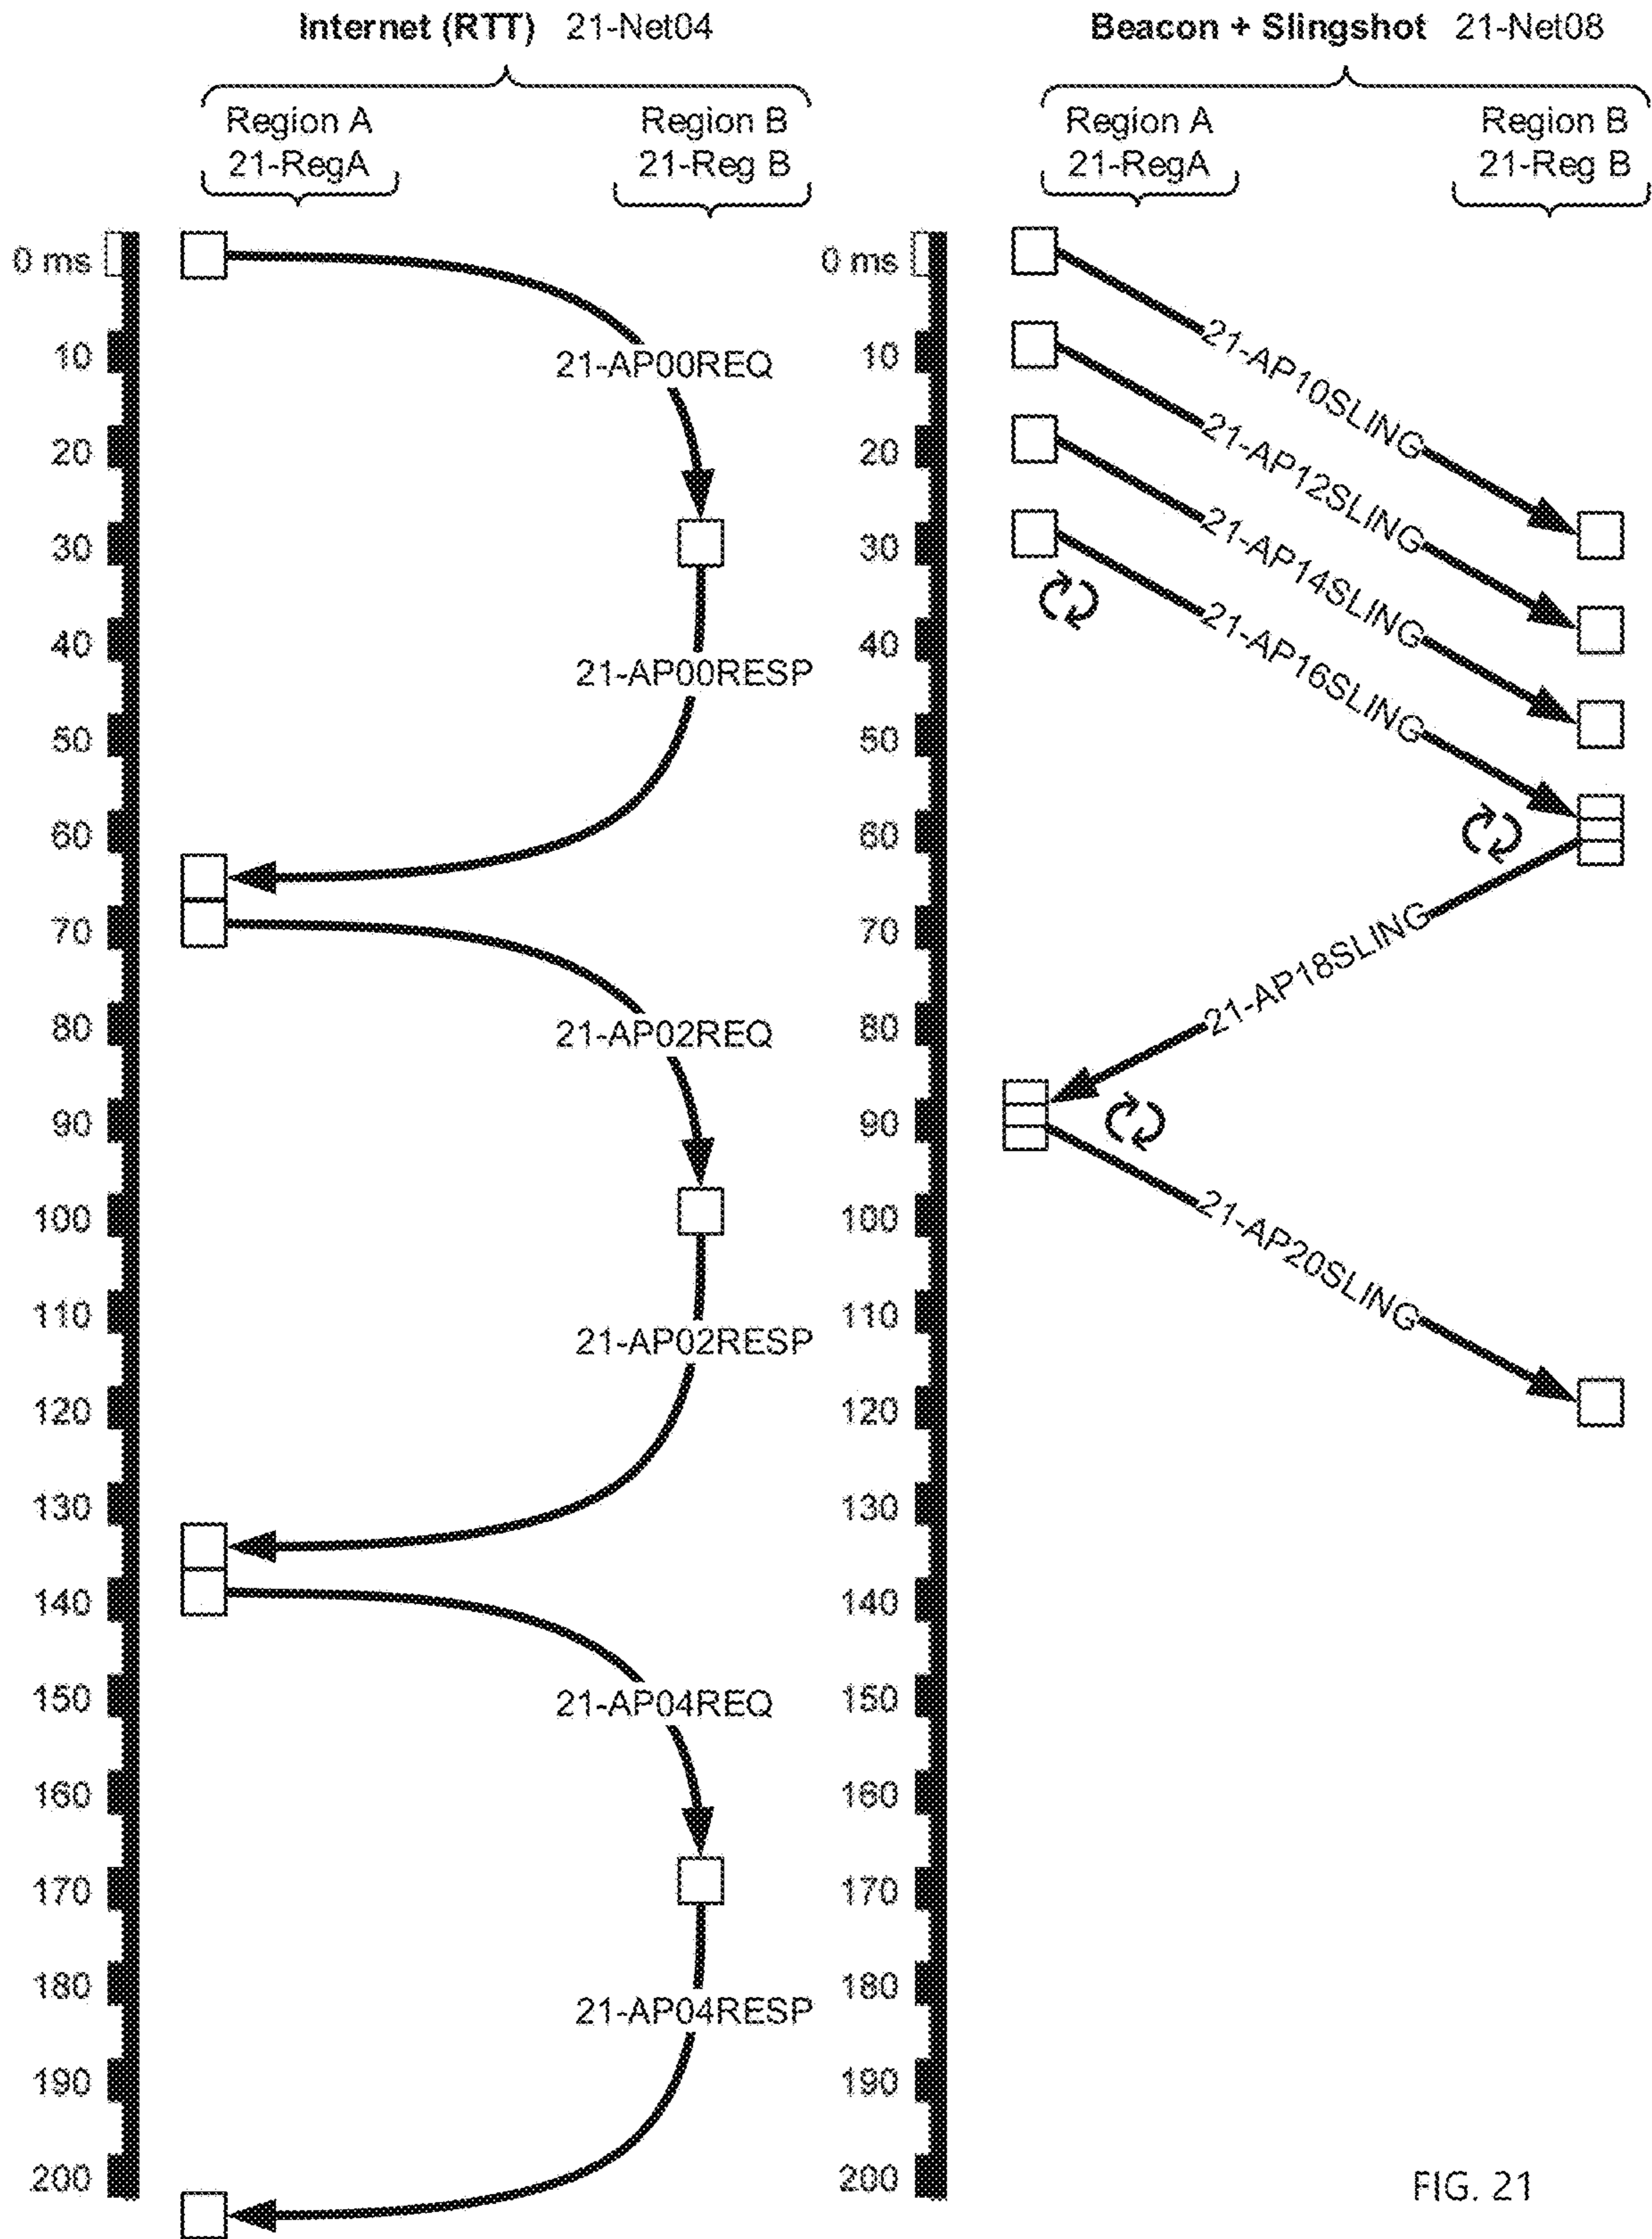 Internet (RTT) 21-Net04
Region A
21-RegA
Region B
21-Reg B
0 ms
10
20
30
40
50
60
70
80
90
100
110
120
130
140
150
160
170
180
190
200
21-AP00REQ
21-AP00RESP
21-AP02REQ
21-AP02RESP
21-AP04REQ
21-AP04RESP
Beacon + Slingshot 21-Net08
Region A
21-RegA
Region B
21-Reg B
0 ms
10
20
30
40
50
60
70
80
90
100
110
120
130
140
150
160
170
180
190
200
21-AP10SLING
21-AP12SLING
21-AP14SLING
21-AP16SLING
21-AP18SLING
21-AP20SLING
FIG. 21